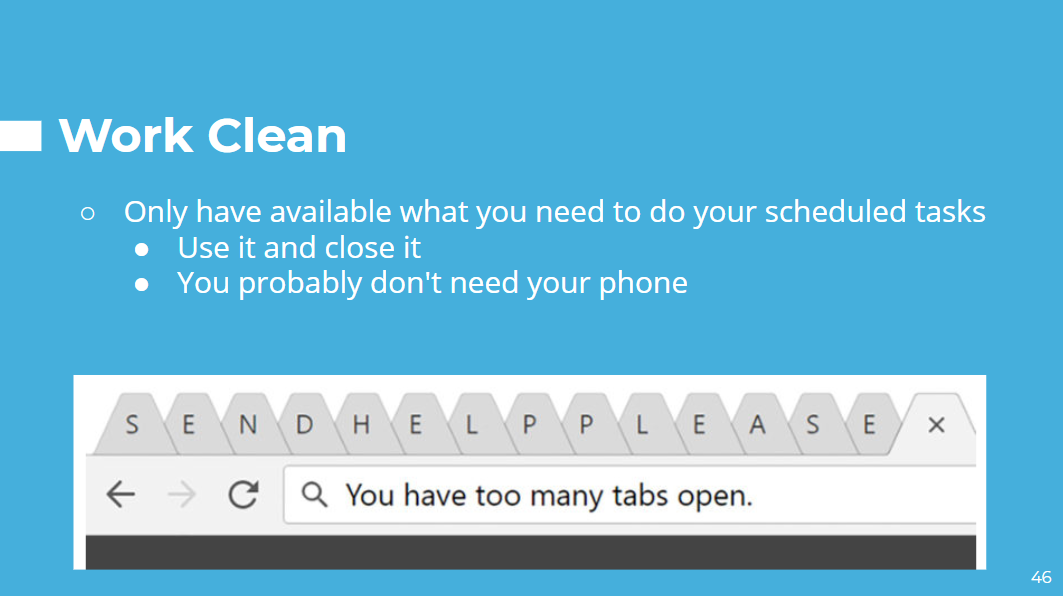 Work Clean
○ Only have available what you need to do your scheduled tasks
● Use it and close it
● You probably don't need your phone
S E N D H E L P P L E A S E ×
You have too many tabs open.
46